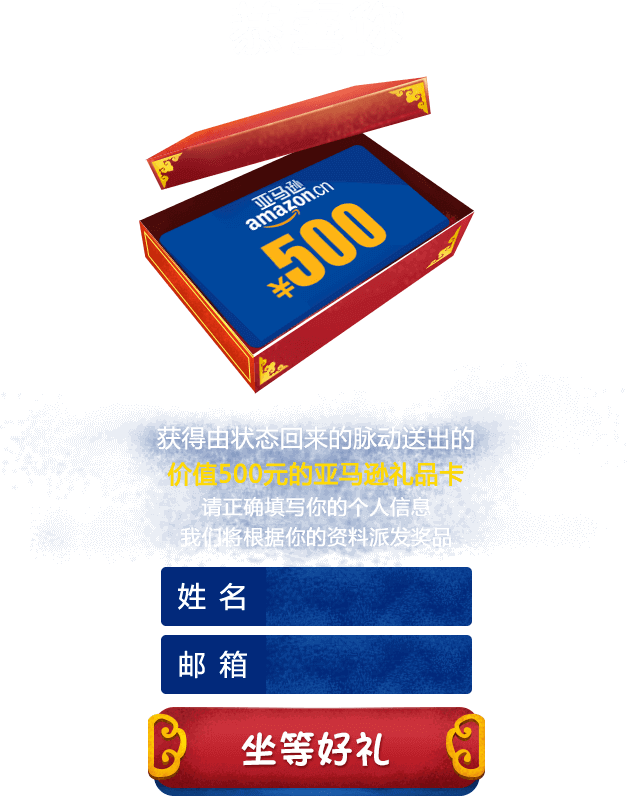 亚马逊
amazon.cn
500
卡
获得由状态回来的脉动送出的
价值500元的亚马逊礼品卡
请正确填写你的个人信息
我们将根据你的资料派发奖品
姓 名
邮 箱
坐等好礼